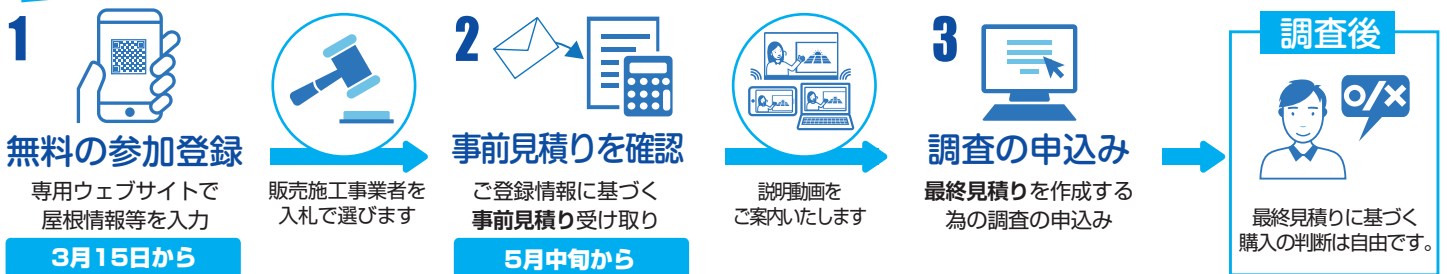 1
無料の参加登録
専用ウェブサイトで
屋根情報等を入力
3月15日から
販売施工事業者を
入札で選びます
2
事前見積りを確認
ご登録情報に基づく
事前見積り受け取り
5月中旬から
説明動画を
ご案内いたします
3
調査の申込み
最終見積りを作成する
為の調査の申込み
調査後
o/×
最終見積りに基づく
購入の判断は自由です。